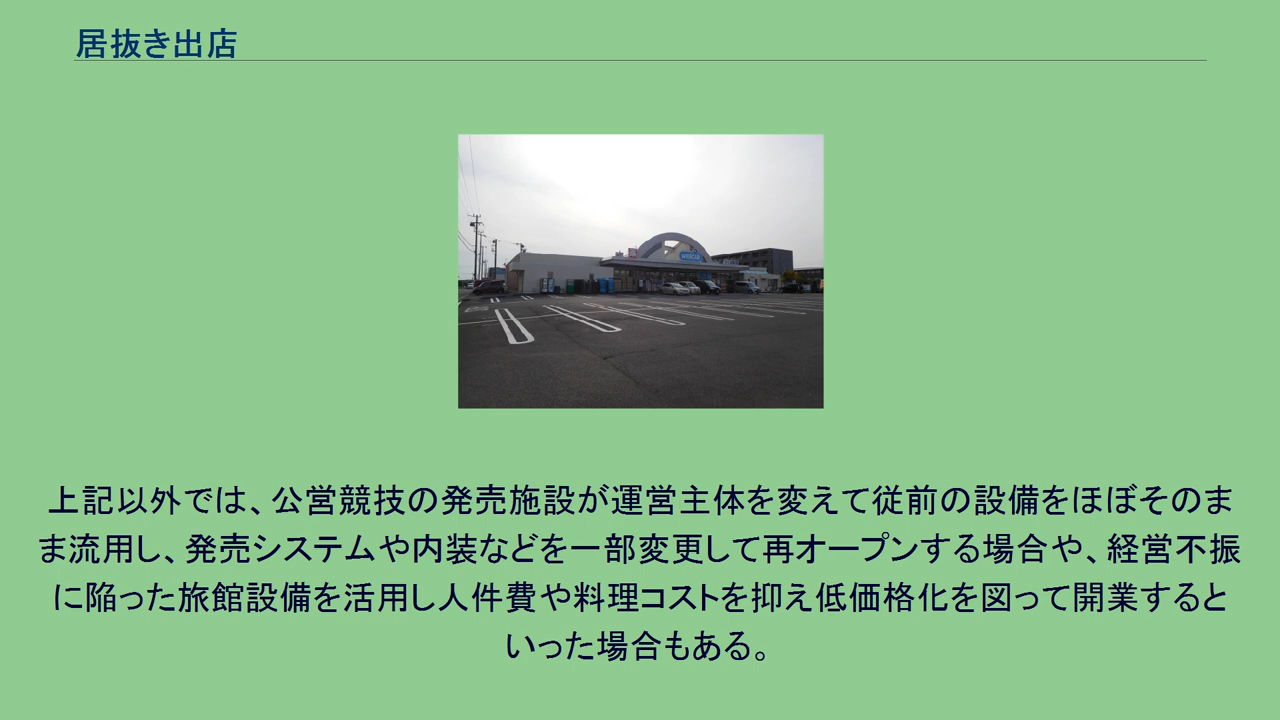 居抜き出店
上記以外では、公営競技の発売施設が運営主体を変えて従前の設備をほぼそのま
ま流用し、発売システムや内装などを一部変更して再オープンする場合や、経営不振
に陥った旅館設備を活用し人件費や料理コストを抑え低価格化を図って開業すると
いった場合もある。